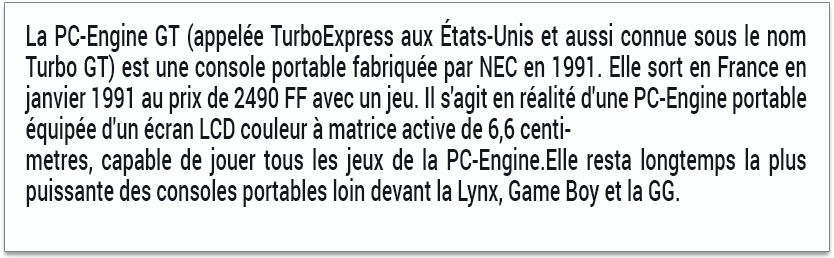 La PC-Engine GT (appelée TurboExpress aux États-Unis et aussi connue sous le nom
Turbo GT) est une console portable fabriquée par NEC en 1991. Elle sort en France en
janvier 1991 au prix de 2490 FF avec un jeu. Il s'agit en réalité d'une PC-Engine portable
équipée d'un écran LCD couleur à matrice active de 6,6 centi-
metres, capable de jouer tous les jeux de la PC-Engine.Elle resta longtemps la plus
puissante des consoles portables loin devant la Lynx, Game Boy et la GG.